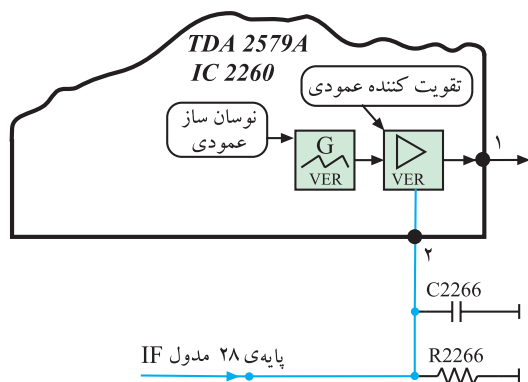 TDA 2579A
IC 2260
تقویت کننده عمودی
نوسان ساز
عمودی
G
VER
VER
۱
۲
C2266
R2266
پایه‌ی ۲۸ مدول IF